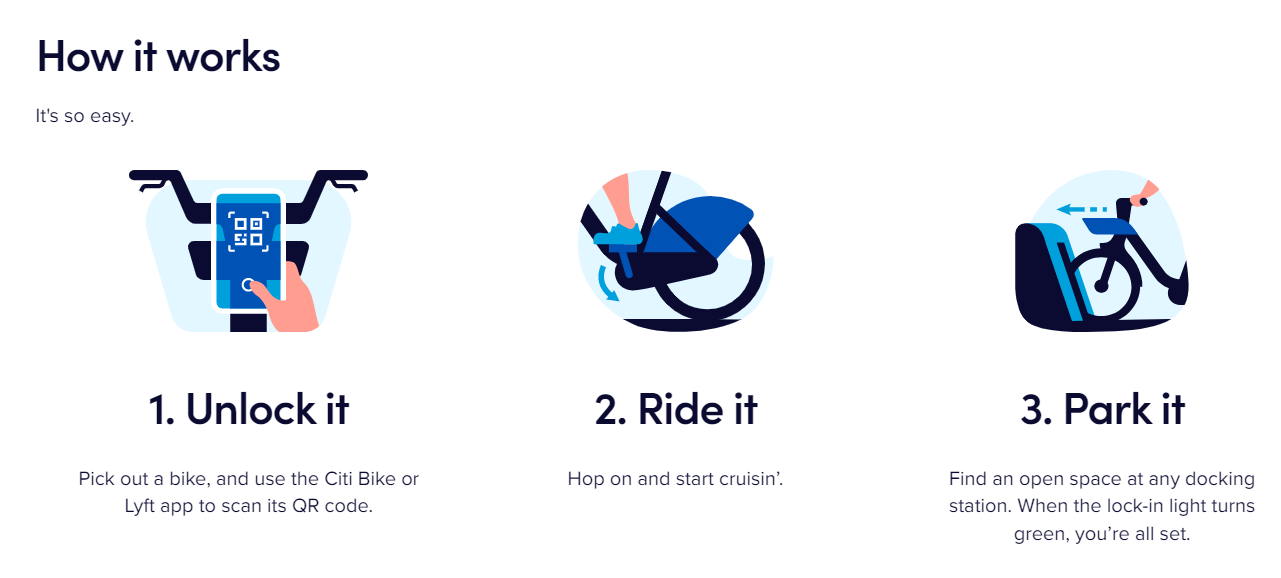 How it works
It's so easy.
1. Unlock it
Pick out a bike, and use the Citi Bike or
Lyft app to scan its QR code.
2. Ride it
Hop on and start cruisin’.
3. Park it
Find an open space at any docking
station. When the lock-in light turns
green, you’re all set.